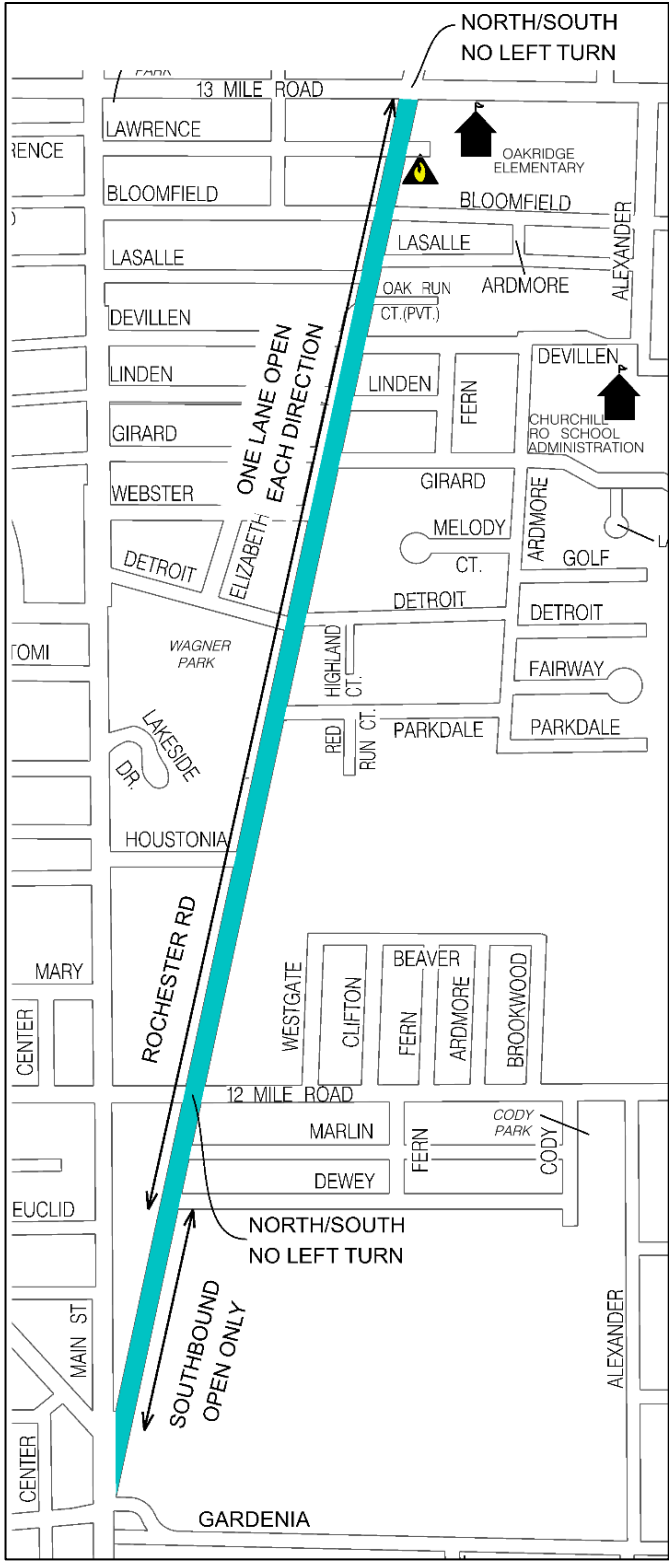 NORTH/SOUTH
NO LEFT TURN
PARK
13 MILE ROAD
LAWRENCE
RENCE
OAKRIDGE
ELEMENTARY
BLOOMFIELD
BLOOMFIELD
ALEXANDER
LASALLE
LASALLE
ARDMORE
OAK RUN
CT.(PVT.)
DEVILLEN
DEVILLEN
ONE LANE OPEN
EACH DIRECTION
LINDEN
LINDEN
FERN
CHURCHILL
RO SCHOOL
ADMINISTRATION
GIRARD
GIRARD
WEBSTER
MELODY
CT.
ARDMORE
LA
GOLF
DETROIT
ELIZABETH
DETROIT
DETROIT
TOMI
WAGNER
PARK
HIGHLAND
CT.
FAIRWAY
LAKESIDE
DR.
RED
RUN CT.
PARKDALE
PARKDALE
HOUSTONIA
ROCHESTER RD
MARY
CENTER
WESTGATE
BEAVER
CLIFTON
FERN
ARDMORE
BROOKWOOD
12 MILE ROAD
MARLIN
FERN
CODY
PARK
CODY
DEWEY
EUCLID
NORTH/SOUTH
NO LEFT TURN
MAIN ST
SOUTHBOUND
OPEN ONLY
ALEXANDER
CENTER
GARDENIA